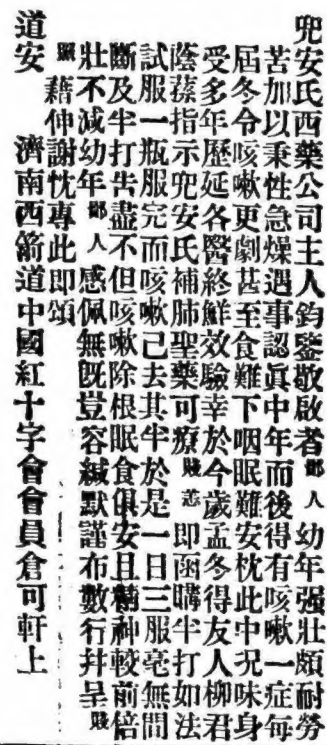 兜安氏西藥公司主人鈞鑒敬啟者鄙人幼年强壯頗耐勞
苦加以秉性急燥遇事認眞中年而後得有咳嗽一症每
屆冬令咳嗽更劇甚至食難下咽眠難安枕此中况味身
受多年歷延各醫終鮮效驗幸於今歲孟冬得友人柳君
蔭蓀指示兜安氏補肺聖藥可療賤恙即函購半打如法
試服一瓶服完而咳嗽已去其半於是一日三服毫無間
斷及半打告盡不但咳嗽除根眠食俱安且精神較前倍
壯不減幼年鄙人感佩無旣豈容緘默謹布數行幷呈賤
照藉伸謝忱專此即頌
道安 濟南西箭道中國紅十字會會員倉可軒上